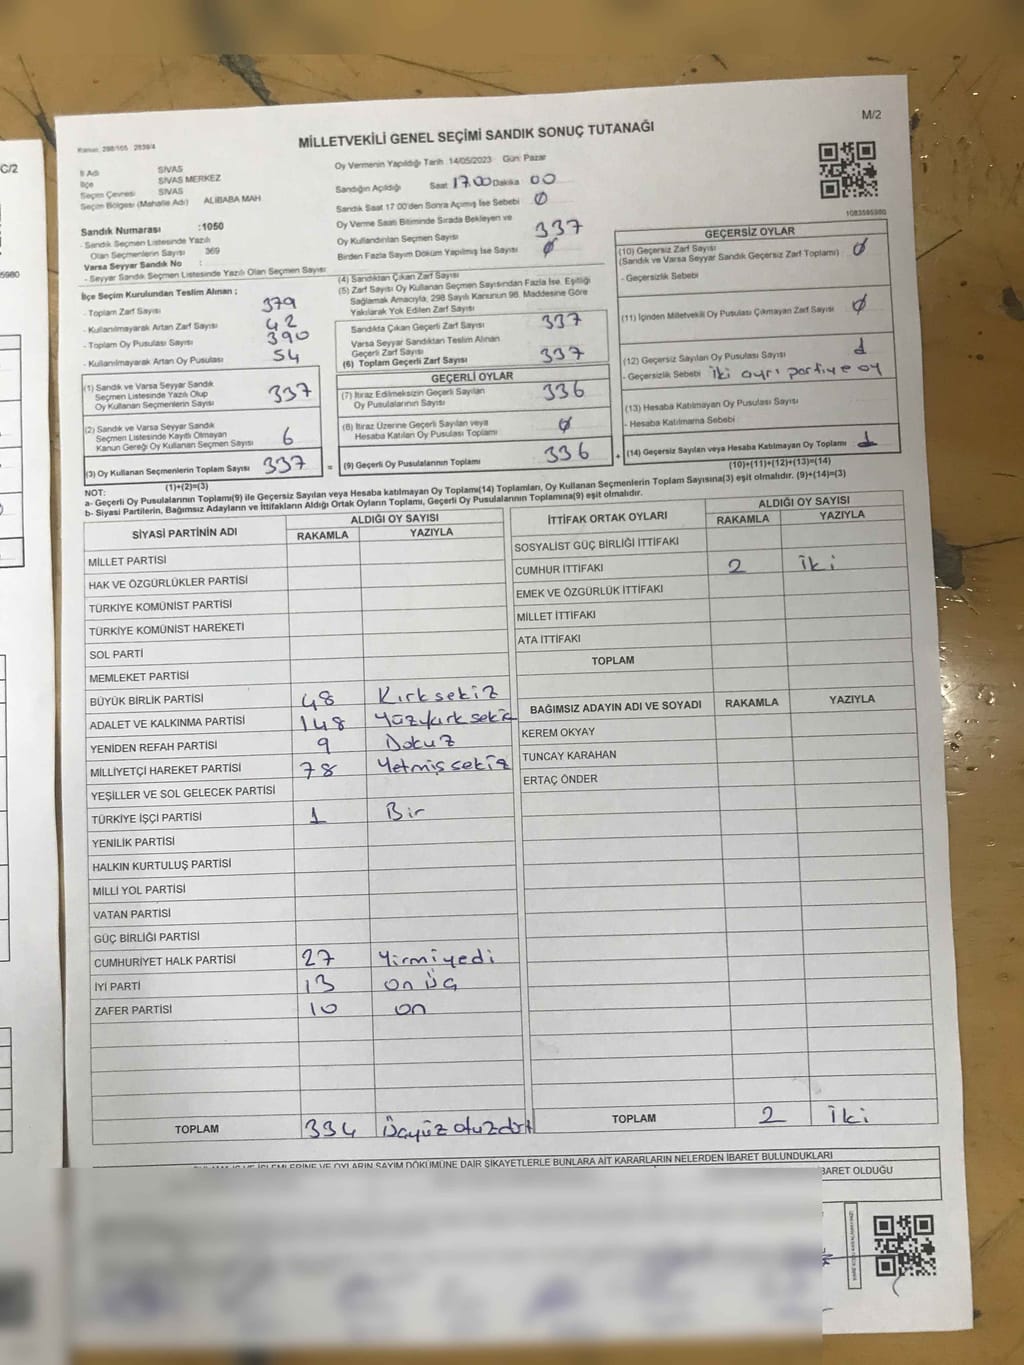 C/2
5980
M/2
MİLLETVEKİLİ GENEL SEÇİMİ SANDIK SONUÇ TUTANAĞI
İl Adı SİVAS
İlçe SİVAS MERKEZ
Seçim Çevresi SİVAS
Seçim Bölgesi (Mahalle Adı) ALİBABA MAH.
Sandık Numarası :1050
- Sandık Seçmen Listesinde Yazılı
Olan Seçmenlerin Sayısı 369
Varsa Seyyar Sandık No :
- Seyyar Sandık Seçmen Listesinde Yazılı Olan Seçmen Sayısı
Oy Vermenin Yapıldığı Tarih 14/05/2023 Gün: Pazar
Sandığın Açıldığı Saat 17.00 Dakika 00
Sandık Saat 17 00'den Sonra Açılmış İse Sebebi Ø
Oy Verme Saati Bitiminde Sırada Bekleyen ve
Oy Kullandırılan Seçmen Sayısı 337
Birden Fazla Sayım Döküm Yapılmış İse Sayısı Ø
1083595980
İlçe Seçim Kurulundan Teslim Alınan ;
- Toplam Zarf Sayısı 379
- Kullanılmayarak Artan Zarf Sayısı 42
- Toplam Oy Pusulası Sayısı 390
- Kullanılmayarak Artan Oy Pusulası 54
(1) Sandık ve Varsa Seyyar Sandık
Seçmen Listesinde Yazılı Olup
Oy Kullanan Seçmenlerin Sayısı 337
(2) Sandık ve Varsa Seyyar Sandık
Seçmen Listesinde Kayıtlı Olmayan
Kanun Gereği Oy Kullanan Seçmen Sayısı 6
(3) Oy Kullanan Seçmenlerin Toplam Sayısı 337
(1)+(2)=(3)
(4) Sandıktan Çıkan Zarf Sayısı
(5) Zarf Sayısı Oy Kullanan Seçmen Sayısından Fazla İse, Eşitliği
Sağlamak Amacıyla, 298 Sayılı Kanunun 98. Maddesine Göre
Yakılarak Yok Edilen Zarf Sayısı
Sandıkta Çıkan Geçerli Zarf Sayısı 337
Varsa Seyyar Sandıktan Teslim Alınan
Geçerli Zarf Sayısı
(6) Toplam Geçerli Zarf Sayısı 337
GEÇERLİ OYLAR
(7) İtiraz Edilmeksizin Geçerli Sayılan
Oy Pusulalarının Sayısı 336
(8) İtiraz Üzerine Geçerli Sayılan veya
Hesaba Katılan Oy Pusulası Toplamı Ø
= (9) Geçerli Oy Pusulalarının Toplamı 336 +
GEÇERSİZ OYLAR
(10) Geçersiz Zarf Sayısı
(Sandık ve Varsa Seyyar Sandık Geçersiz Zarf Toplamı) Ø
- Geçersizlik Sebebi
(11) İçinden Milletvekili Oy Pusulası Çıkmayan Zarf Sayısı Ø
(12) Geçersiz Sayılan Oy Pusulası Sayısı 1
- Geçersizlik Sebebi iki ayrı partiye oy
(13) Hesaba Katılmayan Oy Pusulası Sayısı
- Hesaba Katılmama Sebebi
(14) Geçersiz Sayılan veya Hesaba Katılmayan Oy Toplamı 1
(10)+(11)+(12)+(13)=(14)
NOT:
a- Geçerli Oy Pusulalarının Toplamı(9) ile Geçersiz Sayılan veya Hesaba katılmayan Oy Toplamı(14) Toplamları, Oy Kullanan Seçmenlerin Toplam Sayısına(3) eşit olmalıdır. (9)+(14)=(3)
b- Siyasi Partilerin, Bağımsız Adayların ve İttifakların Aldığı Ortak Oyların Toplamı, Geçerli Oy Pusulalarının Toplamına(9) eşit olmalıdır.
SİYASİ PARTİNİN ADI ALDIĞI OY SAYISI
RAKAMLA YAZIYLA
MİLLET PARTİSİ
HAK VE ÖZGÜRLÜKLER PARTİSİ
TÜRKİYE KOMÜNİST PARTİSİ
TÜRKİYE KOMÜNİST HAREKETİ
SOL PARTİ
MEMLEKET PARTİSİ
BÜYÜK BİRLİK PARTİSİ 48 Kırksekiz
ADALET VE KALKINMA PARTİSİ 148 Yüzkırk sekiz
YENİDEN REFAH PARTİSİ 9 Dokuz
MİLLİYETÇİ HAREKET PARTİSİ 78 Yetmiş sekiz
YEŞİLLER VE SOL GELECEK PARTİSİ
TÜRKİYE İŞÇİ PARTİSİ 1 Bir
YENİLİK PARTİSİ
HALKIN KURTULUŞ PARTİSİ
MİLLİ YOL PARTİSİ
VATAN PARTİSİ
GÜÇ BİRLİĞİ PARTİSİ
CUMHURİYET HALK PARTİSİ 27 Yirmiyedi
İYİ PARTİ 13 on üç
ZAFER PARTİSİ 10 on
TOPLAM 334 Üçyüz otuzdört
İTTİFAK ORTAK OYLARI ALDIĞI OY SAYISI
RAKAMLA YAZIYLA
SOSYALİST GÜÇ BİRLİĞİ İTTİFAKI
CUMHUR İTTİFAKI 2 iki
EMEK VE ÖZGÜRLÜK İTTİFAKI
MİLLET İTTİFAKI
ATA İTTİFAKI
TOPLAM
BAĞIMSIZ ADAYIN ADI VE SOYADI RAKAMLA YAZIYLA
KEREM OKYAY
TUNCAY KARAHAN
ERTAÇ ÖNDER
TOPLAM 2 iki
İŞLEMLERİNE VE OYLARIN SAYIM DÖKÜMÜNE DAİR ŞİKAYETLERLE BUNLARA AİT KARARLARIN NELERDEN İBARET BULUNDUKLARI
BARET OLDUĞU